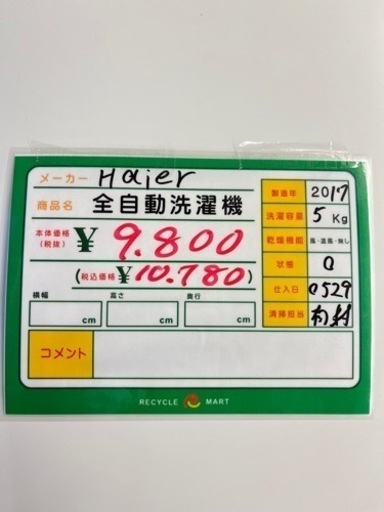 メーカー Haier
商品名 全自動洗濯機
本体価格(税抜) ¥9.800
(税込価格 ¥10.780)
横幅 cm 高さ cm 奥行 cm
コメント
製造年 2017
洗濯容量 5 Kg
乾燥機能 風・温風・無し
状態 0
仕入日 0529
清掃担当
RECYCLE MART